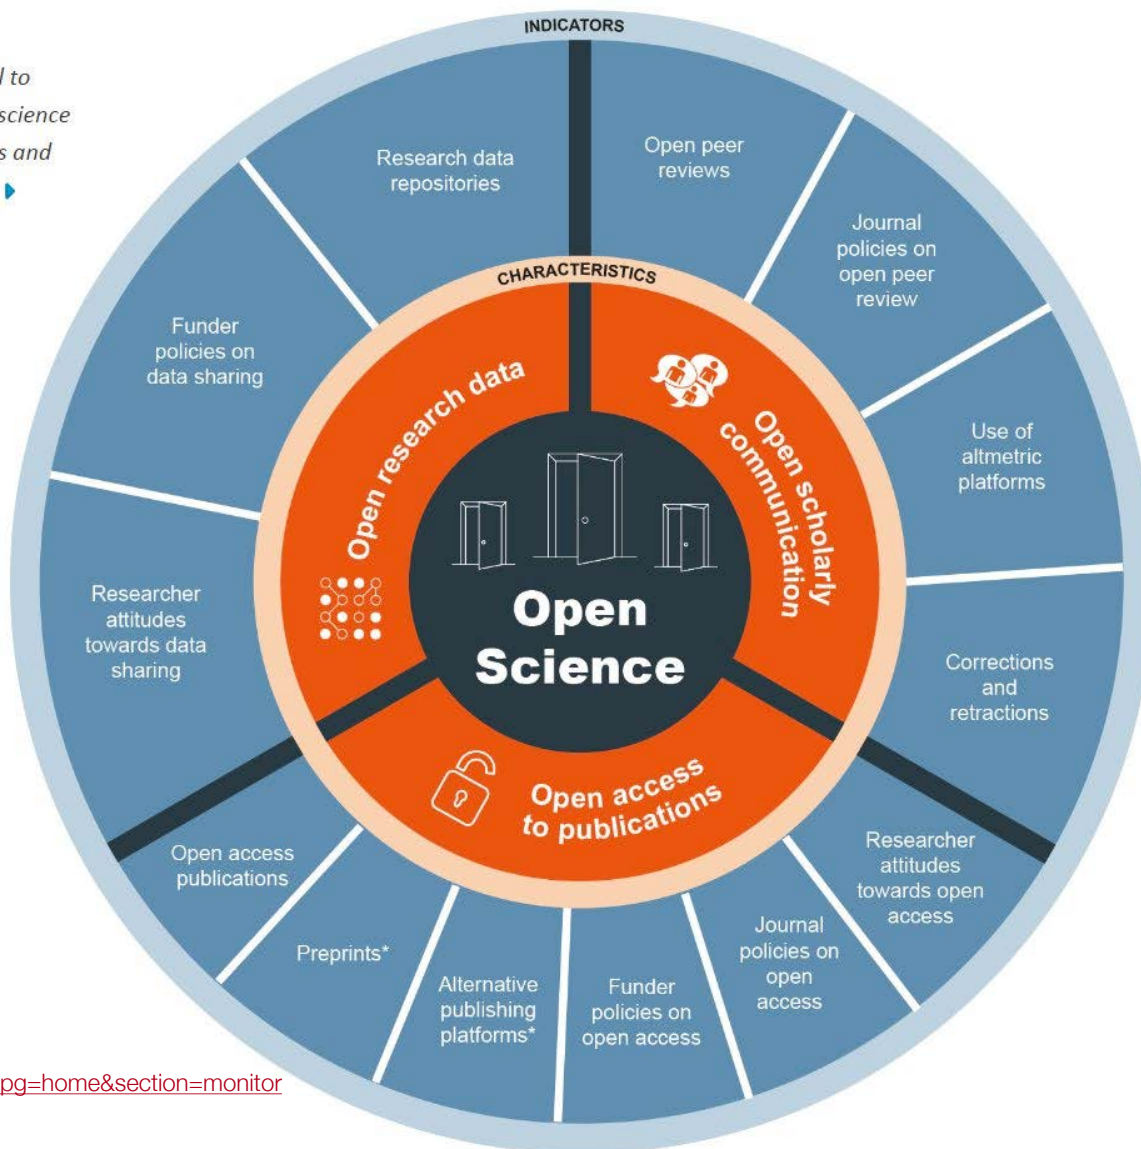 INDICATORS
l to
science
s and
Research data
repositories
Open peer
reviews
Journal
policies on
open peer
review
Use of
altmetric
platforms
Corrections
and
retractions
Researcher
attitudes
towards open
access
Journal
policies on
open
access
Funder
policies on
open access
Alternative
publishing
platforms*
Preprints*
Open access
publications
Researcher
attitudes
towards data
sharing
Funder
policies on
data sharing
CHARACTERISTICS
Open research data
Open scholarly
communication
Open access
to publications
Open
Science
pg=home&section=monitor